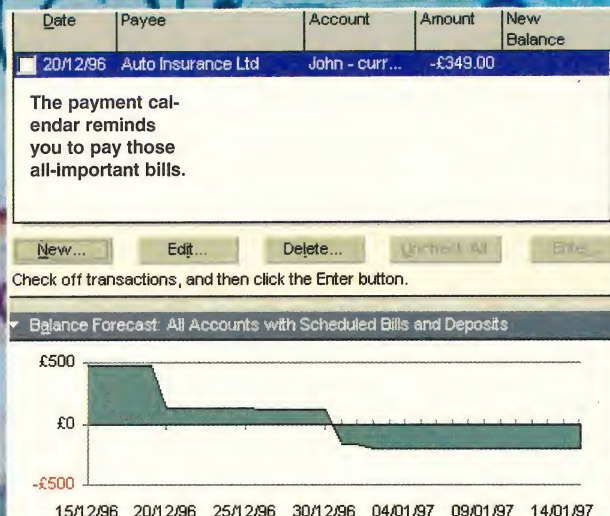 Date Payee Account Amount New
Balance
20/12/96 Auto Insurance Ltd John - curr... -£349.00
The payment cal-
endar reminds
you to pay those
all-important bills.
New... Edit... Delete... Uncheck All Enter...
Check off transactions, and then click the Enter button.
Balance Forecast: All Accounts with Scheduled Bills and Deposits
£500
£0
-£500
15/12/96 20/12/96 25/12/96 30/12/96 04/01/97 09/01/97 14/01/97